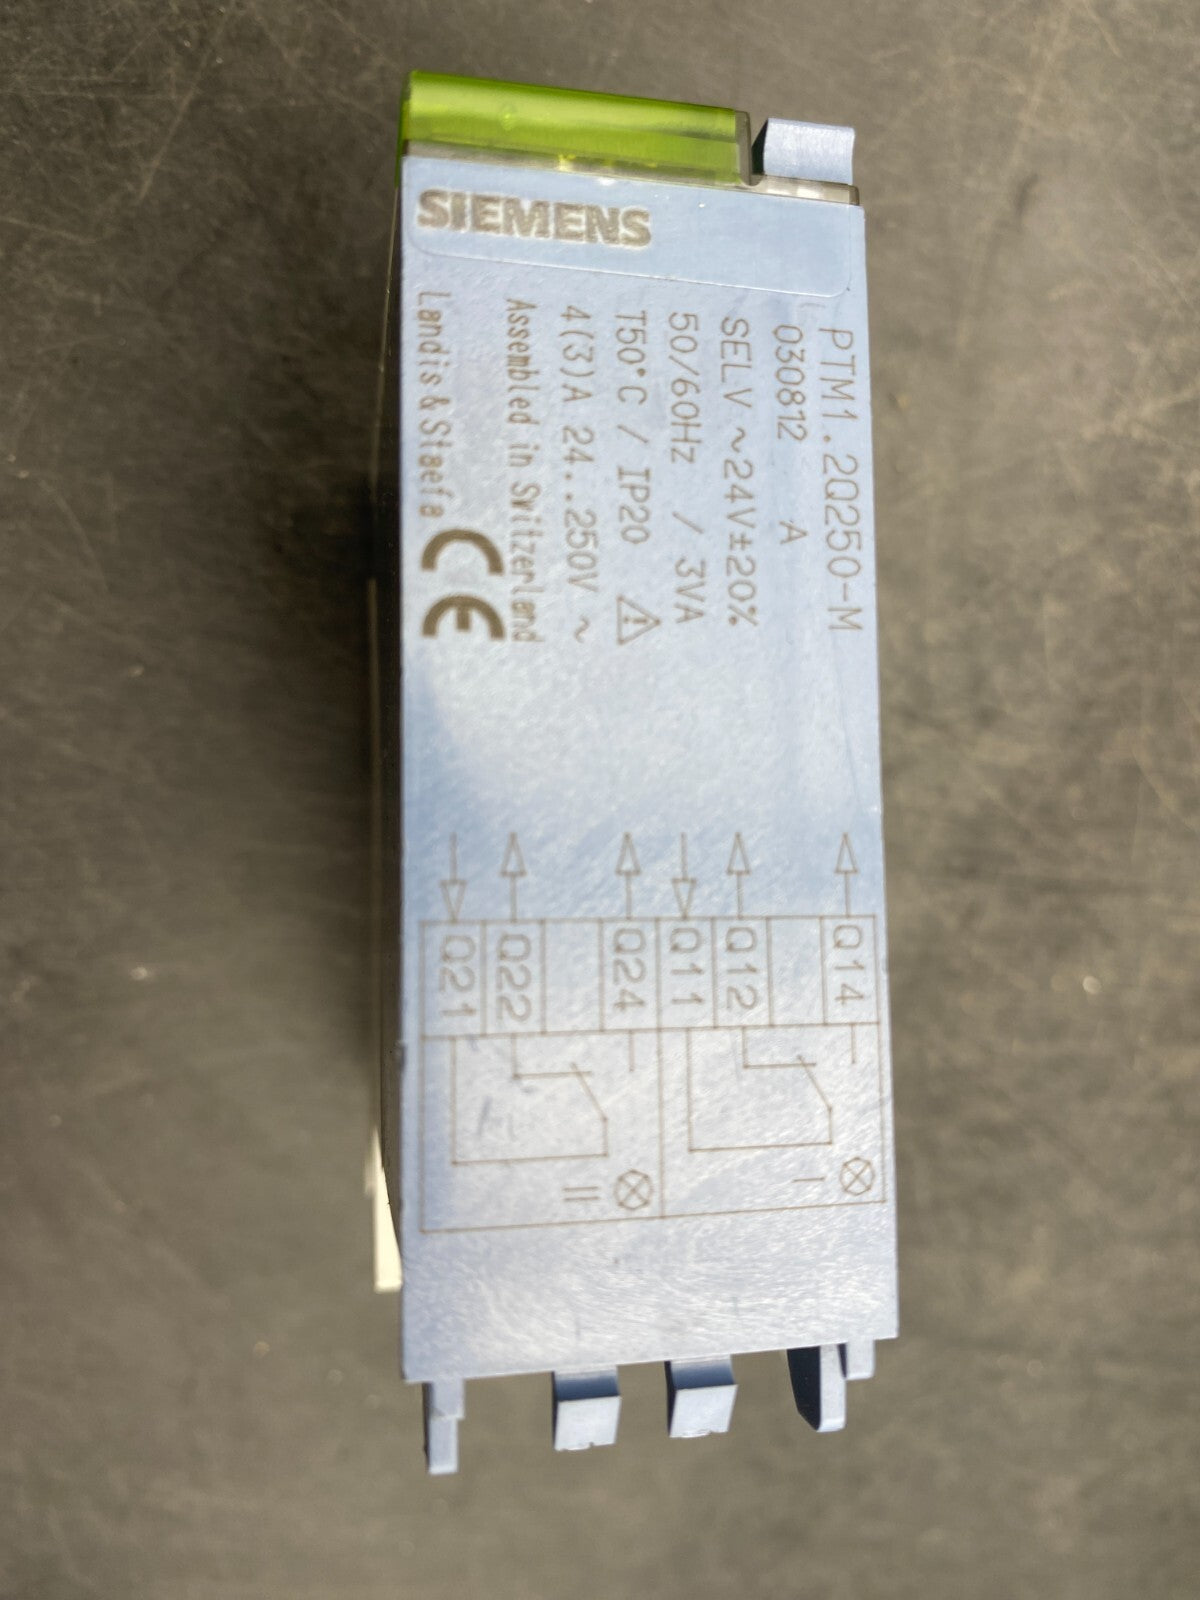 SIEMENS
PTM1.2Q250-M
030812 A
SELV ~24V±20%
50/60Hz / 3VA
T50°C / IP20
4(3)A 24..250V ~
Assembled in Switzerland
Landis & Staefa CE
Q14
Q12
Q11
I
Q24
Q22
Q21
II